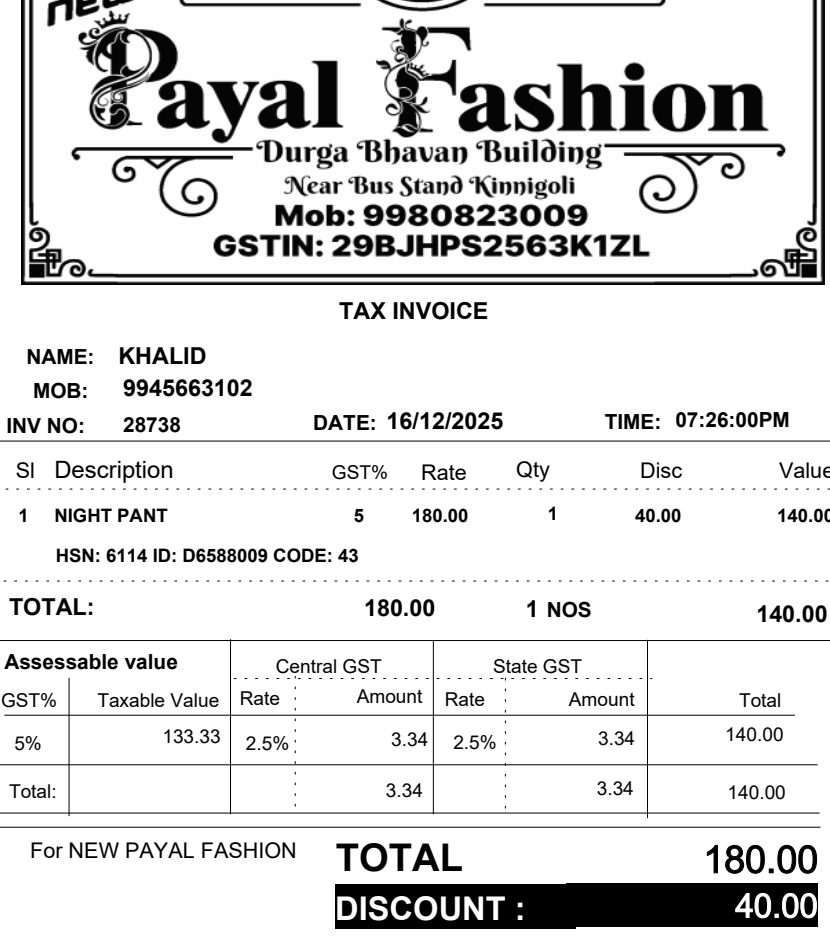 new
Payal Fashion
Durga Bhavan Building
Near Bus Stand Kinnigoli
Mob: 9980823009
GSTIN: 29BJHPS2563K1ZL
TAX INVOICE
NAME: KHALID
MOB: 9945663102
INV NO: 28738 DATE: 16/12/2025 TIME: 07:26:00PM
Sl Description GST% Rate Qty Disc Value
1 NIGHT PANT 5 180.00 1 40.00 140.00
HSN: 6114 ID: D6588009 CODE: 43
TOTAL: 180.00 1 NOS 140.00
Assessable value Central GST State GST
GST% Taxable Value Rate Amount Rate Amount Total
5% 133.33 2.5% 3.34 2.5% 3.34 140.00
Total: 3.34 3.34 140.00
For NEW PAYAL FASHION TOTAL 180.00
DISCOUNT : 40.00